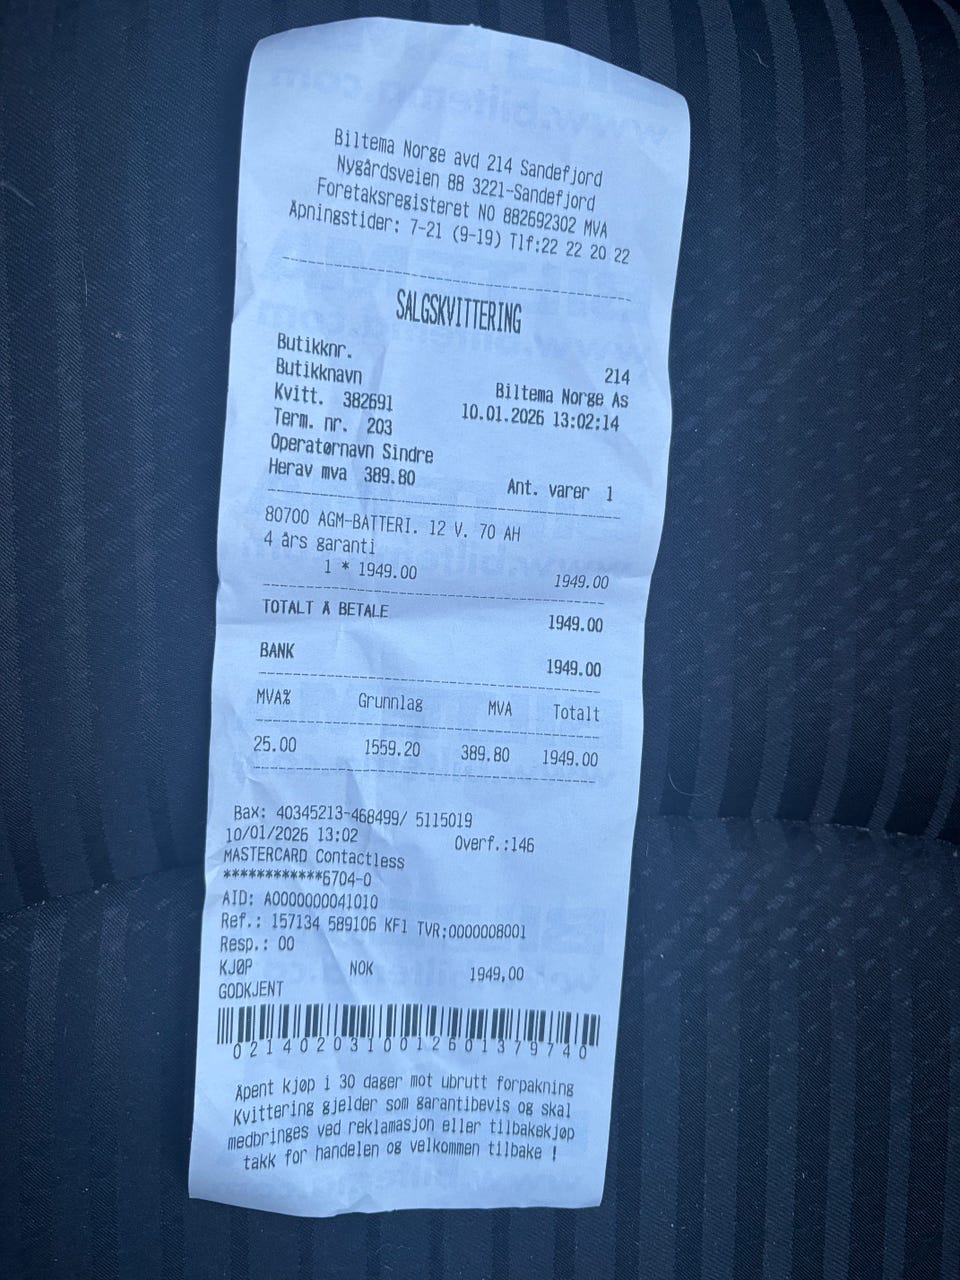 Biltema Norge avd 214 Sandefjord
Nygårdsveien 88 3221-Sandefjord
Foretaksregisteret NO 882692302 MVA
Åpningstider: 7-21 (9-19) Tlf:22 22 20 22
SALGSKVITTERING
Butikknr. 214
Butikknavn Biltema Norge As
Kvitt. 382691 10.01.2026 13:02:14
Term. nr. 203
Operatørnavn Sindre
Herav mva 389.80 Ant. varer 1
80700 AGM-BATTERI. 12 V. 70 AH
4 års garanti
1 * 1949.00 1949.00
TOTALT Å BETALE 1949.00
BANK 1949.00
MVA% Grunnlag MVA Totalt
25.00 1559.20 389.80 1949.00
Bax: 40345213-468499/ 5115019
10/01/2026 13:02 Overf.:146
MASTERCARD Contactless
************6704-0
AID: A0000000041010
Ref.: 157134 589106 KF1 TVR:0000008001
Resp.: 00
KJØP NOK 1949,00
GODKJENT
0214020310012601379740
Åpent kjøp i 30 dager mot ubrutt forpakning
Kvittering gjelder som garantibevis og skal
medbringes ved reklamasjon eller tilbakekjøp
takk for handelen og velkommen tilbake !